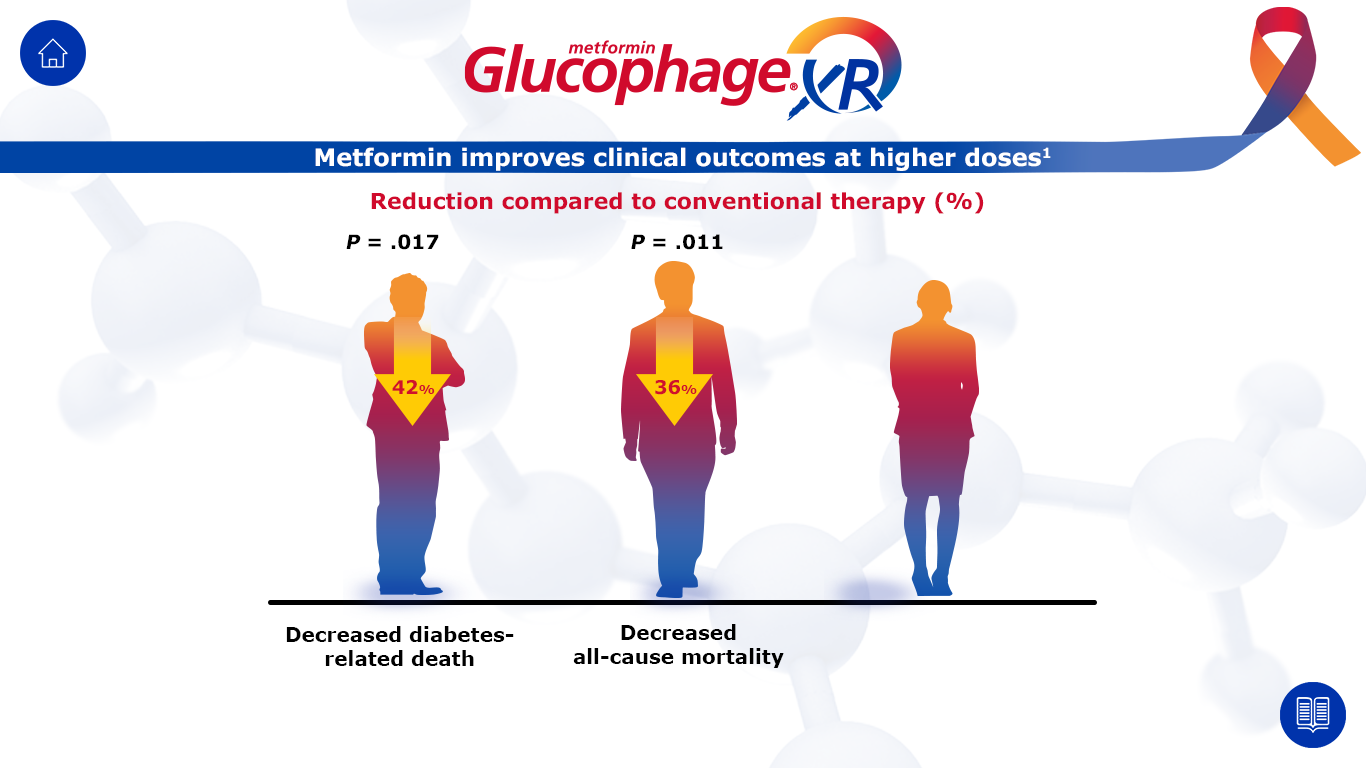 metformin
Glucophage® XR
Metformin improves clinical outcomes at higher doses¹
Reduction compared to conventional therapy (%)
P = .017
P = .011
42%
36%
Decreased diabetes-
related death
Decreased
all-cause mortality